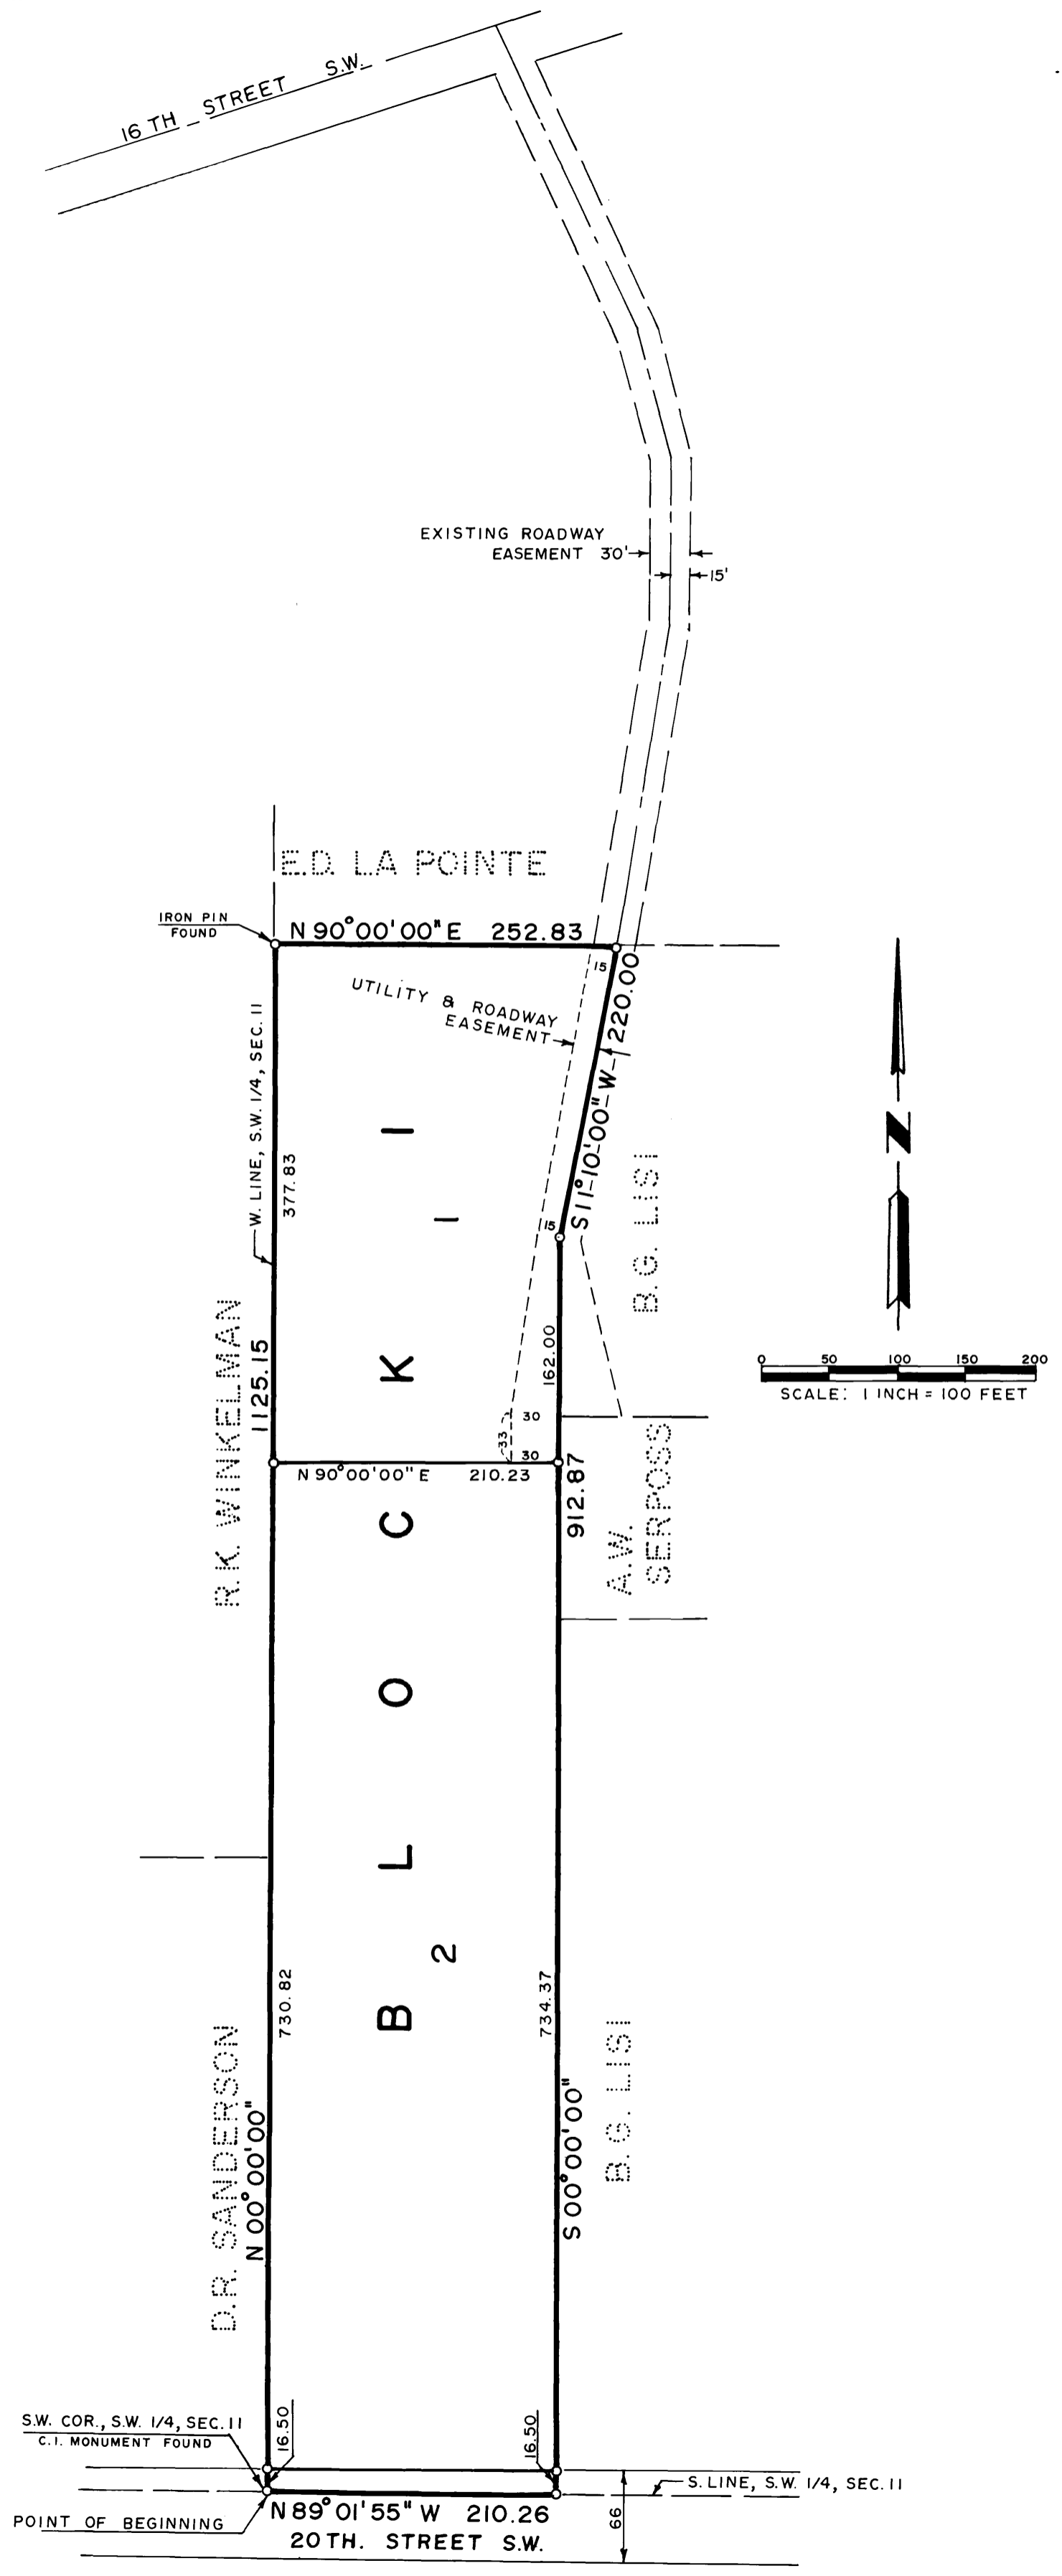 16 TH STREET S.W.
EXISTING ROADWAY
EASEMENT 30'
15'
E.D. LA POINTE
IRON PIN
FOUND
N 90°00'00" E 252.83
15
UTILITY & ROADWAY
EASEMENT
S 11°-10'-00"-W- 220.00
W. LINE, S.W. 1/4, SEC. 11
377.83
1
B.G. LISI
N
15
162.00
R.K. WINKELMAN
1125.15
0 50 100 150 200
SCALE: 1 INCH = 100 FEET
30
33
30
N 90°00'00" E 210.23
912.87
A.W.
SERPOSS
BLOCK 1
2
730.82
734.37
D.R. SANDERSON
N 00°00'00"
S 00°00'00"
B.G. LISI
16.50
16.50
S.W. COR., S.W. 1/4, SEC. 11
C.I. MONUMENT FOUND
S. LINE, S.W. 1/4, SEC. 11
POINT OF BEGINNING
N 89°01'55" W 210.26
66
20TH. STREET S.W.